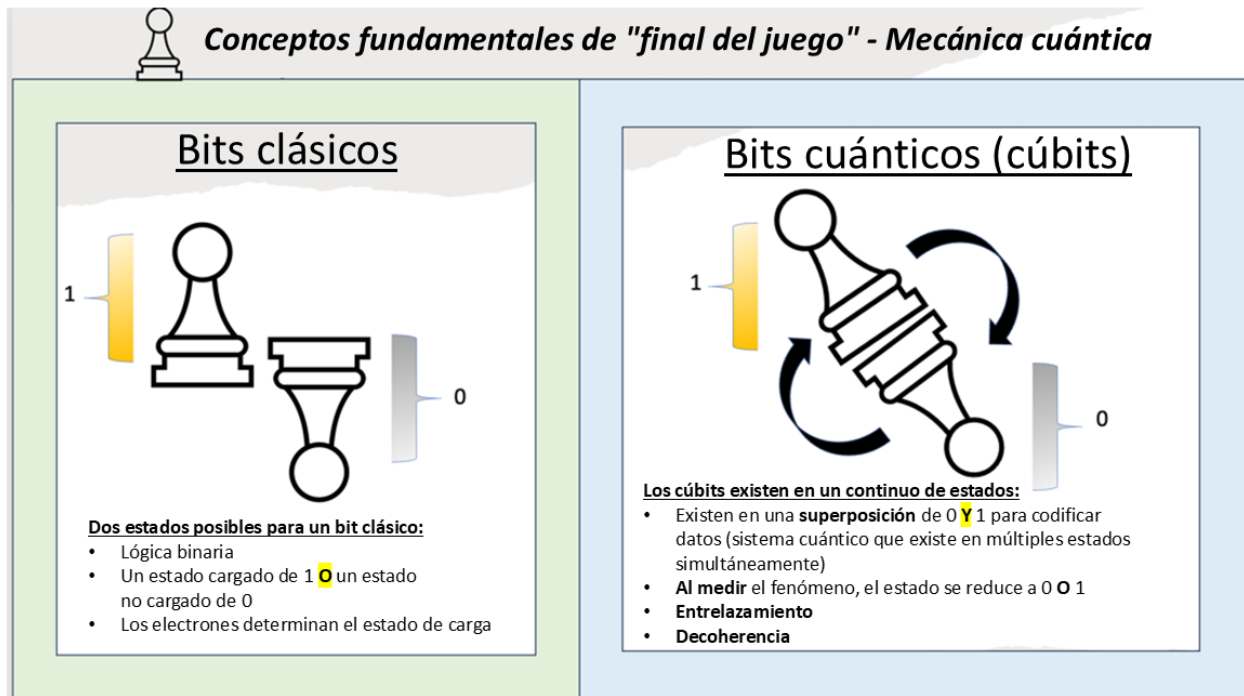 Conceptos fundamentales de "final del juego" - Mecánica cuántica
Bits clásicos
1
0
Dos estados posibles para un bit clásico:
• Lógica binaria
• Un estado cargado de 1 O un estado
no cargado de 0
• Los electrones determinan el estado de carga
Bits cuánticos (cúbits)
1
0
Los cúbits existen en un continuo de estados:
• Existen en una superposición de 0 Y 1 para codificar
datos (sistema cuántico que existe en múltiples estados
simultáneamente)
• Al medir el fenómeno, el estado se reduce a 0 O 1
• Entrelazamiento
• Decoherencia